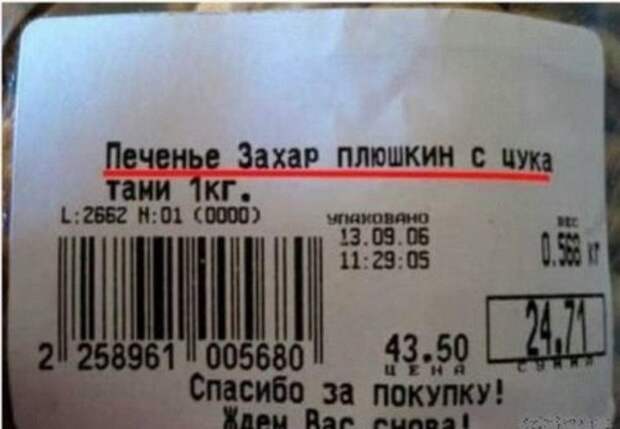 Печенье Захар плюшкин с цука
тами 1кг.
L:2662 N:01 (0000)
упаковано
вес
13.09.06
0.568 кг
11:29:05
43.50
24.71
цена
сумма
2 258961 005680
Спасибо за покупку!
Ждем Вас снова!